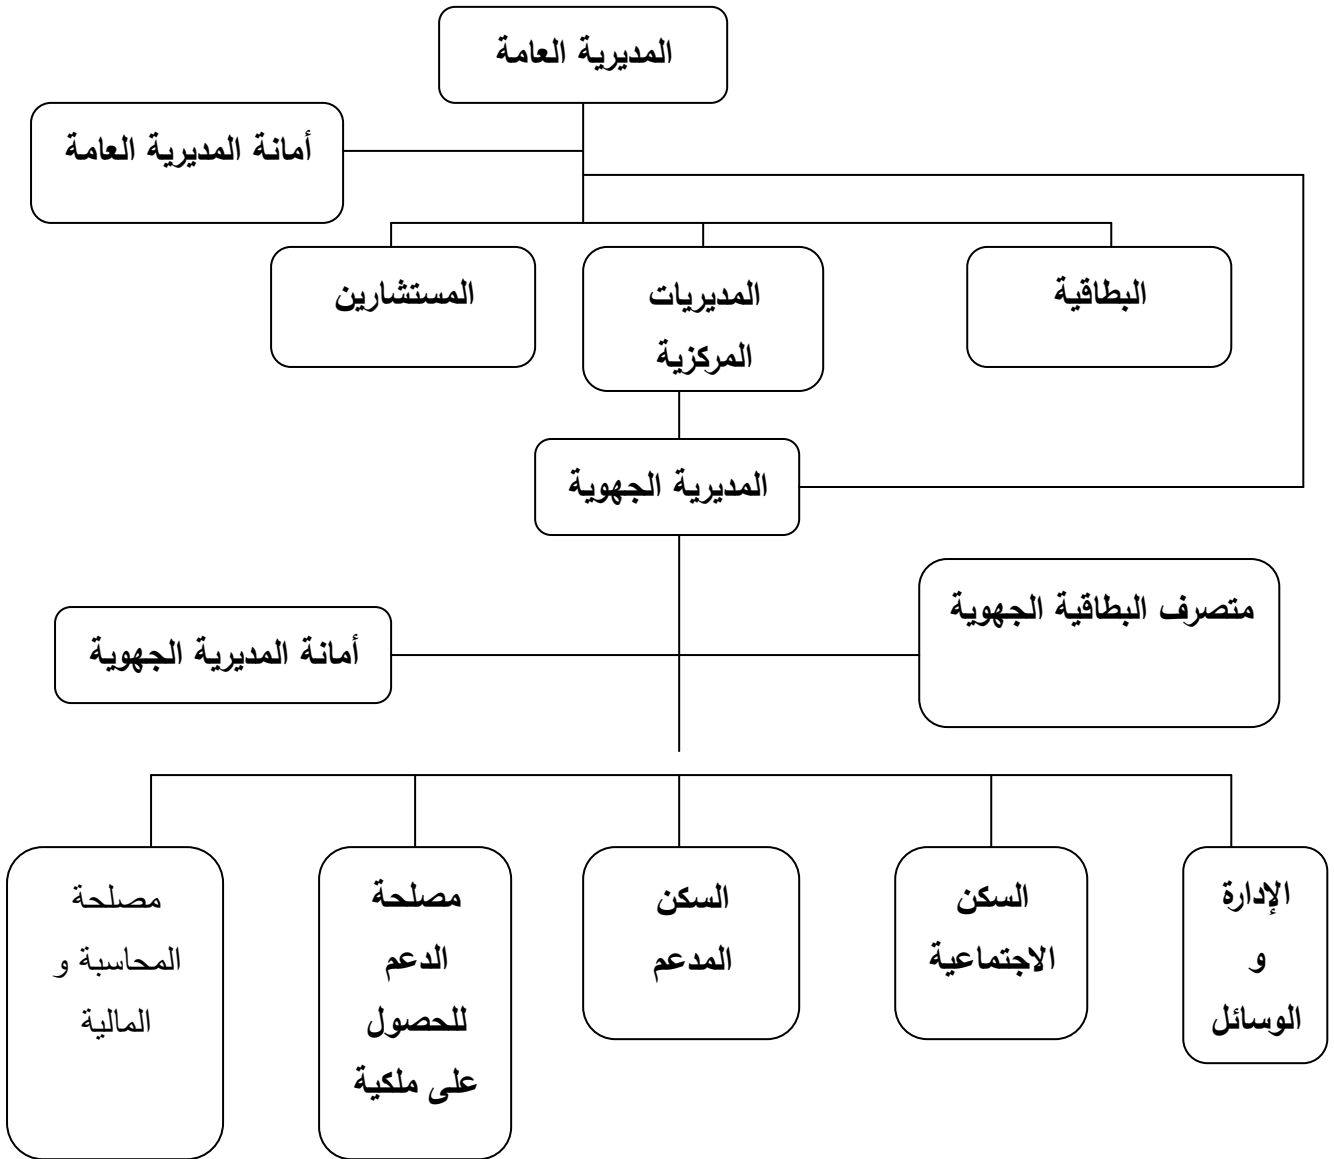 المديرية العامة
أمانة المديرية العامة
البطاقية
المديريات
المركزية
المستشارين
المديرية الجهوية
متصرف البطاقية الجهوية
أمانة المديرية الجهوية
الإدارة
و
الوسائل
السكن
الاجتماعية
السكن
المدعم
مصلحة
الدعم
للحصول
على ملكية
مصلحة
المحاسبة و
المالية